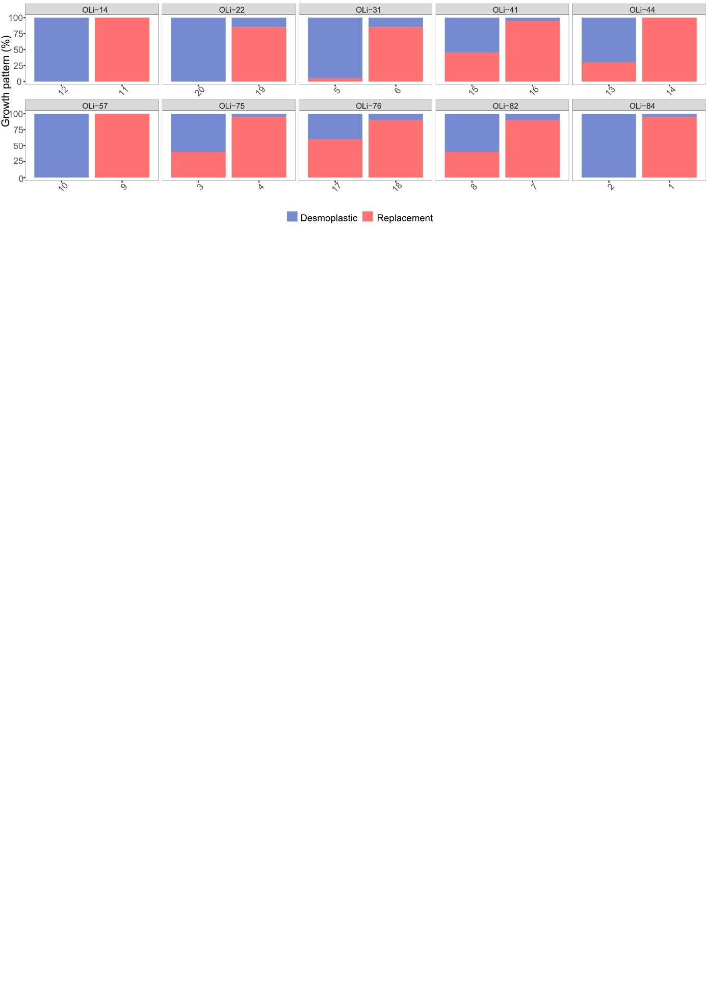 OLi−14 OLi−22 OLi−31 OLi−41 OLi−44
Growth pattern (%)
100
75
50
25
0
12 11 20 19 5 6 15 16 13 14
OLi−57 OLi−75 OLi−76 OLi−82 OLi−84
100
75
50
25
0
10 9 3 4 17 18 8 7 2 1
Desmoplastic Replacement